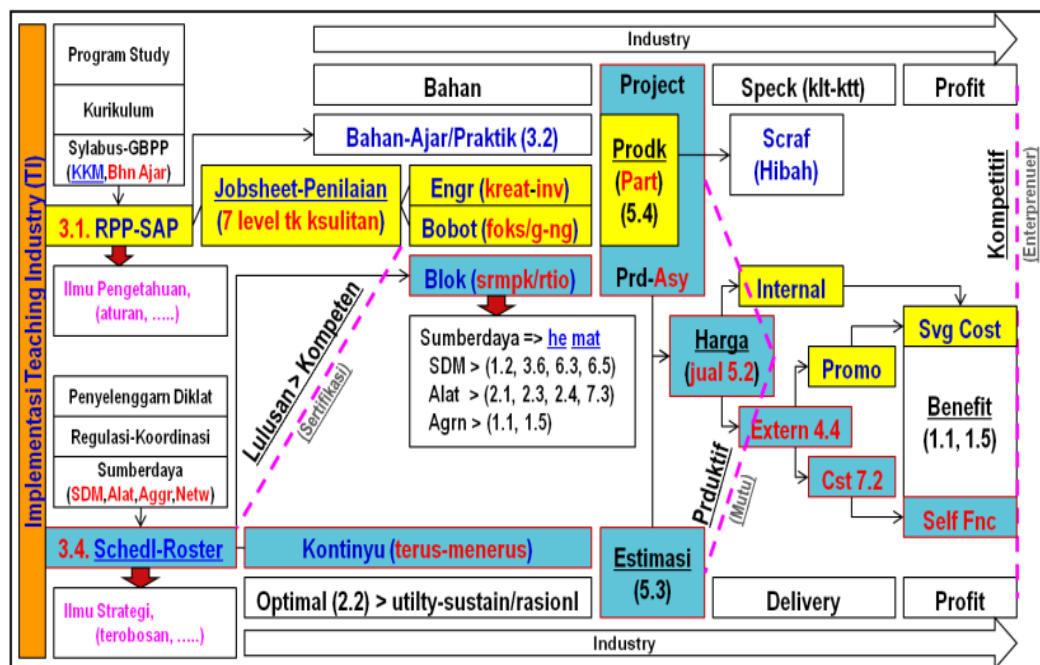 Implementasi Teaching Industry (TI)
Industry
Program Study
Kurikulum
Sylabus-GBPP
(KKM,Bhn Ajar)
3.1. RPP-SAP
Ilmu Pengetahuan,
(aturan, .....)
Penyelenggarn Diklat
Regulasi-Koordinasi
Sumberdaya
(SDM,Alat,Aggr,Netw)
3.4. Schedl-Roster
Ilmu Strategi,
(terobosan, .....)
Bahan
Bahan-Ajar/Praktik (3.2)
Jobsheet-Penilaian
(7 level tk ksulitan)
Engr (kreat-inv)
Bobot (foks/g-ng)
Blok (srmpk/rtio)
Sumberdaya => he mat
SDM > (1.2, 3.6, 6.3, 6.5)
Alat > (2.1, 2.3, 2.4, 7.3)
Agrn > (1.1, 1.5)
Lulusan > Kompeten
(Sertifikasi)
Kontinyu (terus-menerus)
Optimal (2.2) > utilty-sustain/rasionl
Project
Prodk
(Part)
(5.4)
Prd-Asy
Estimasi
(5.3)
Speck (klt-ktt)
Scraf
(Hibah)
Harga
(jual 5.2)
Internal
Promo
Extern 4.4
Cst 7.2
Prduktif
(Mutu)
Delivery
Profit
Svg Cost
Benefit
(1.1, 1.5)
Self Fnc
Profit
Kompetitif
(Enterprenuer)
Industry